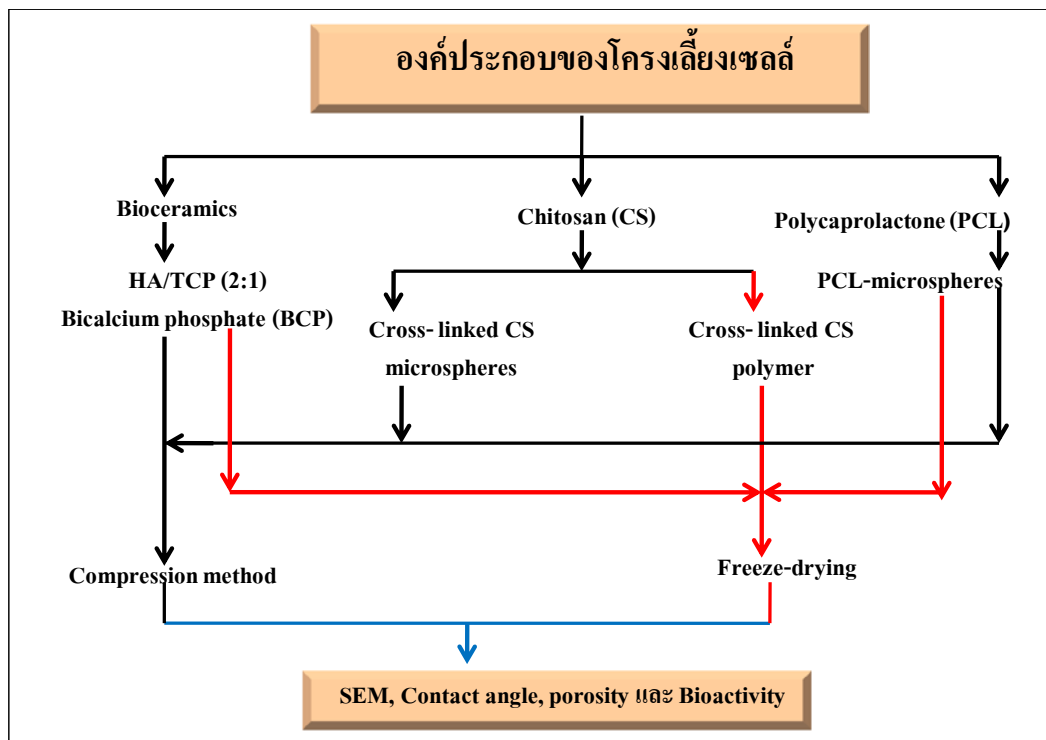 องค์ประกอบของโครงเลี้ยงเซลล์
Bioceramics
Chitosan (CS)
Polycaprolactone (PCL)
HA/TCP (2:1)
Bicalcium phosphate (BCP)
PCL-microspheres
Cross- linked CS
microspheres
Cross- linked CS
polymer
Compression method
Freeze-drying
SEM, Contact angle, porosity และ Bioactivity